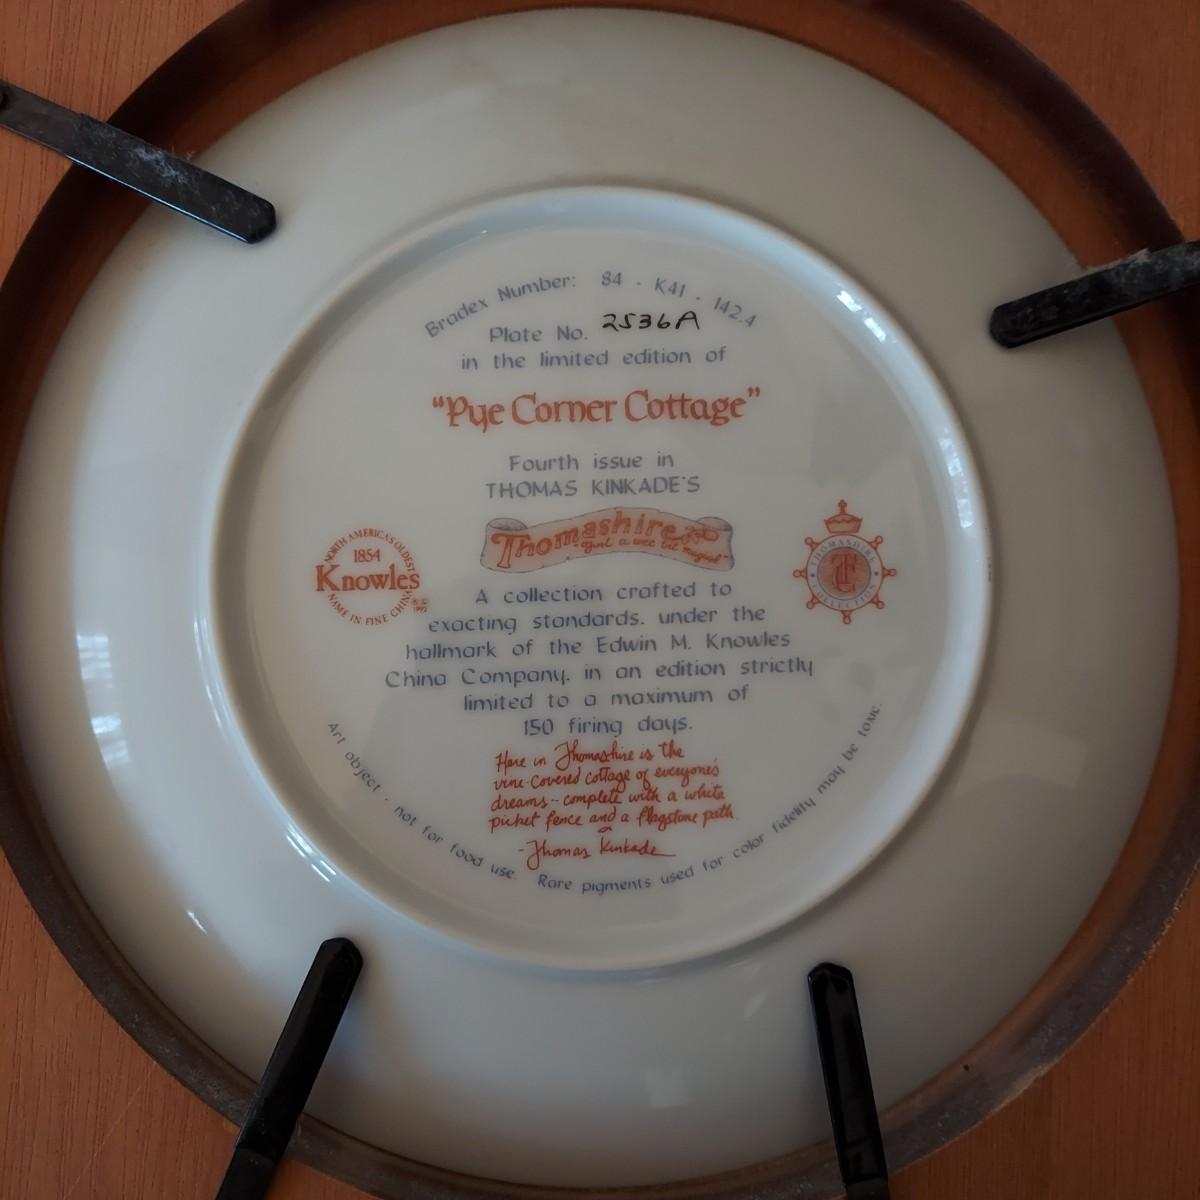 Bradex Number: 84 - K41 - 142.4
Plate No. 2536A
in the limited edition of
"Pye Corner Cottage"
Fourth issue in
THOMAS KINKADE'S
Thomashire
A collection crafted to
exacting standards, under the
hallmark of the Edwin M. Knowles
China Company, in an edition strictly
limited to a maximum of
150 firing days.
Here in Thomashire is the
vine-covered cottage of everyone's
dreams -- complete with a white
picket fence and a flagstone path
- Thomas Kinkade
Art object - not for food use. Rare pigments used for color fidelity may be toxic.
NORTH AMERICA'S OLDEST
1854
Knowles
NAME IN FINE CHINA
THOMASHIRE
COLLECTION